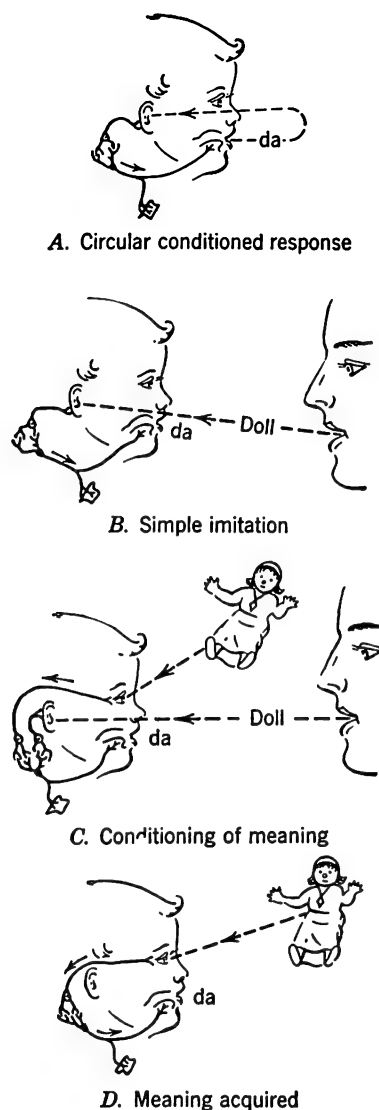 da
A. Circular conditioned response
Doll
da
B. Simple imitation
Doll
da
C. Conditioning of meaning
da
D. Meaning acquired